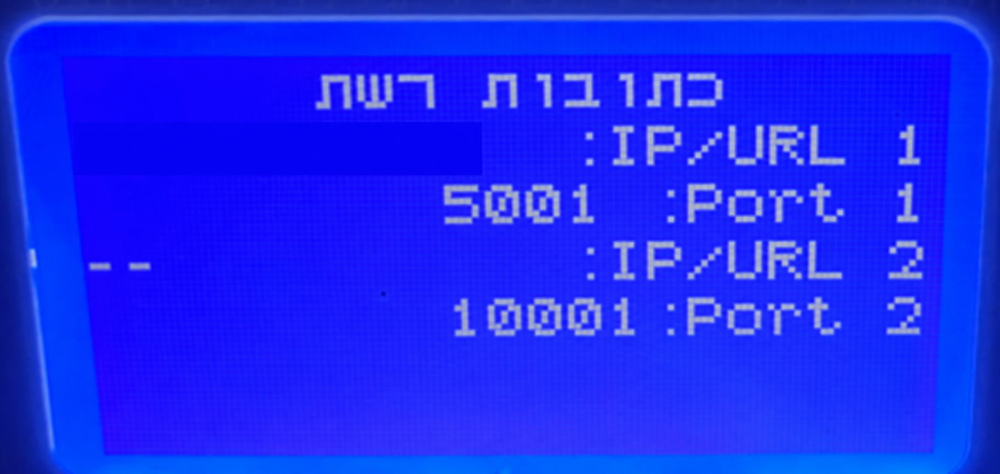 כתובות רשת
1 IP/URL:
1 Port: 5001
2 IP/URL: --
2 Port: 10001